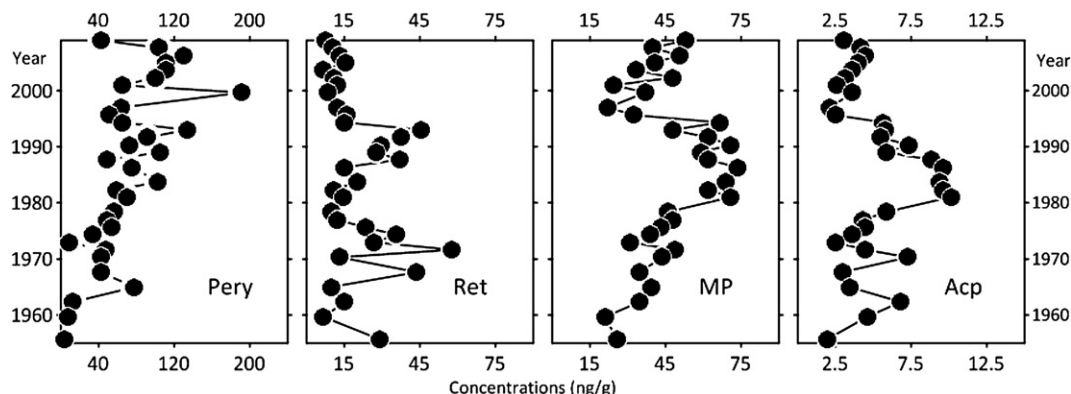 40 120 200 15 45 75 15 45 75 2.5 7.5 12.5
Year Year
2000 2000
1990 1990
1980 1980
1970 1970
Pery Ret MP Acp
1960 1960
40 120 200 15 45 75 15 45 75 2.5 7.5 12.5
Concentrations (ng/g)